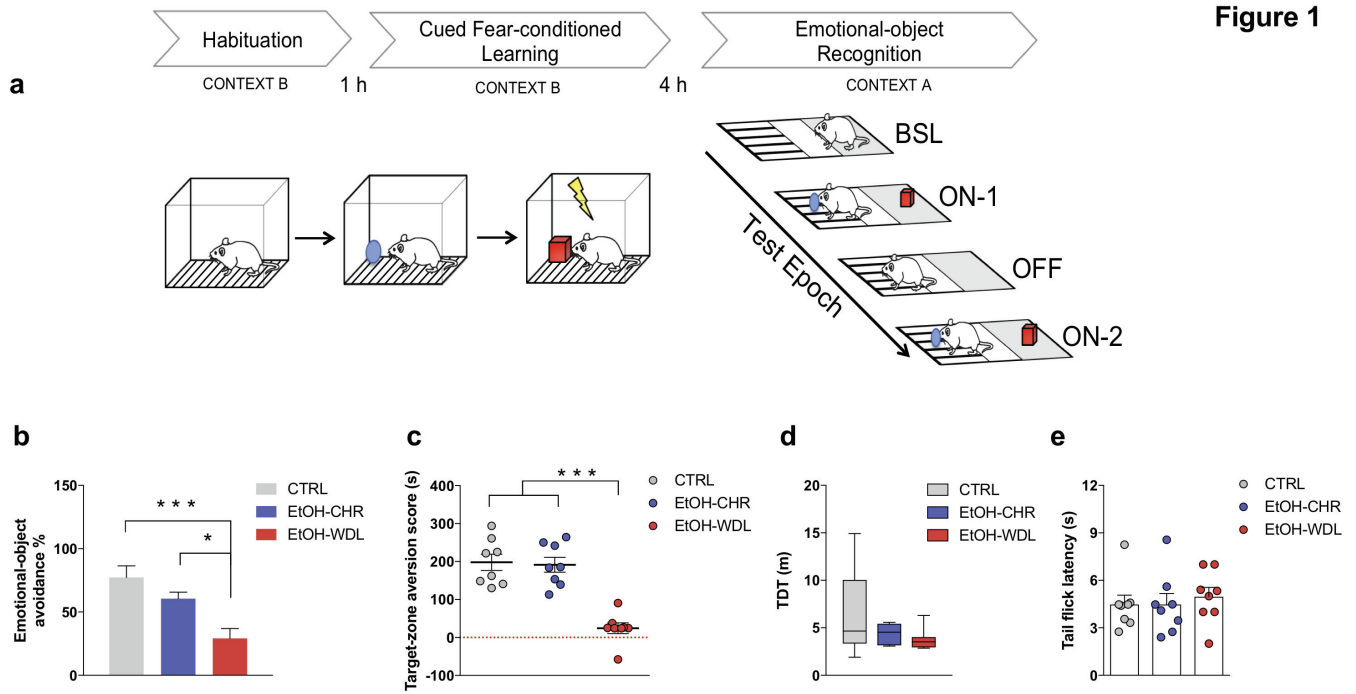 Figure 1
Habituation
Cued Fear-conditioned
Learning
Emotional-object
Recognition
CONTEXT B
1 h
CONTEXT B
4 h
CONTEXT A
a
BSL
ON-1
OFF
ON-2
Test Epoch
b
Emotional-object
avoidance %
150
100
50
0
* * *
*
CTRL
EtOH-CHR
EtOH-WDL
c
Target-zone aversion score (s)
400
300
200
100
0
-100
* * *
CTRL
EtOH-CHR
EtOH-WDL
d
TDT (m)
20
15
10
5
0
CTRL
EtOH-CHR
EtOH-WDL
e
Tail flick latency (s)
12
9
6
3
0
CTRL
EtOH-CHR
EtOH-WDL